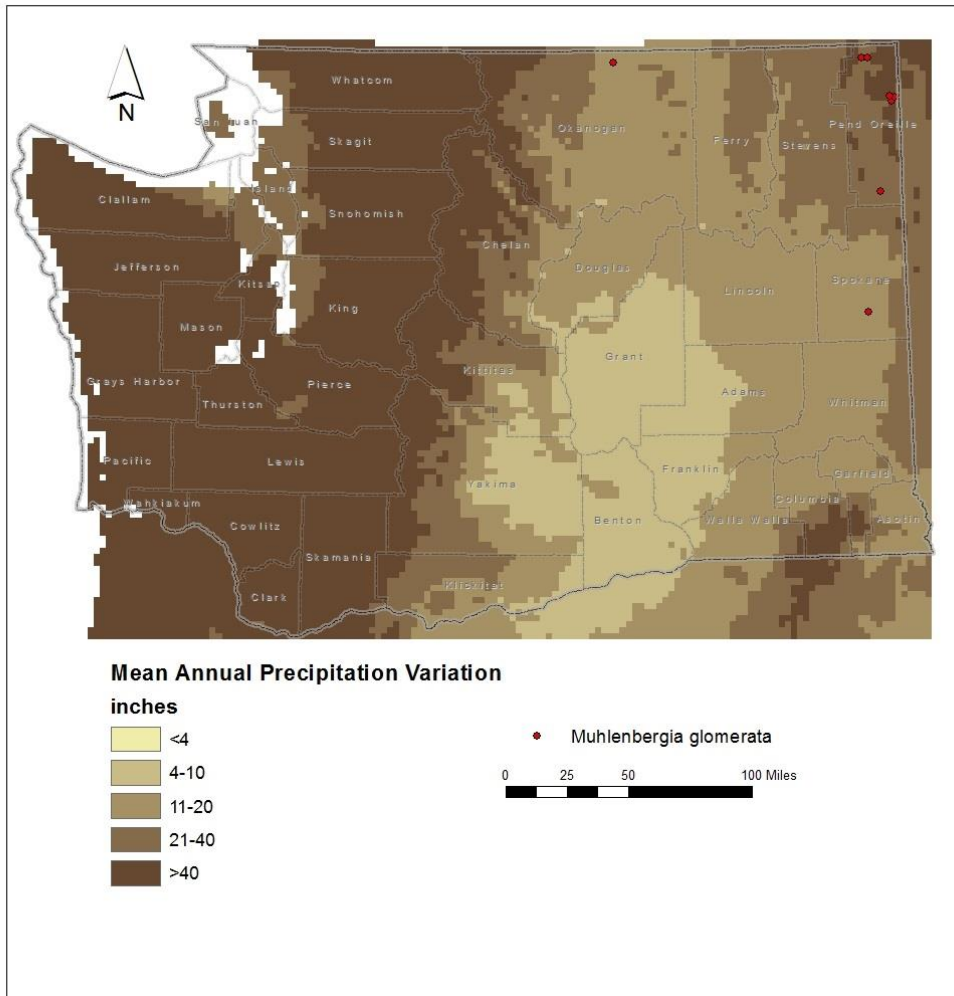 N
Whatcom
San Juan
Okanogan
Ferry
Pend Oreille
Stevens
Skagit
Island
Clallam
Snohomish
Chelan
Douglas
Jefferson
Kitsap
Lincoln
Spokane
King
Mason
Grant
Kittitas
Grays Harbor
Pierce
Adams
Thurston
Whitman
Pacific
Lewis
Franklin
Garfield
Yakima
Columbia
Wahkiakum
Benton
Walla Walla
Asotin
Cowlitz
Skamania
Klickitat
Clark
Mean Annual Precipitation Variation
inches
<4
4-10
11-20
21-40
>40
Muhlenbergia glomerata
0 25 50 100 Miles